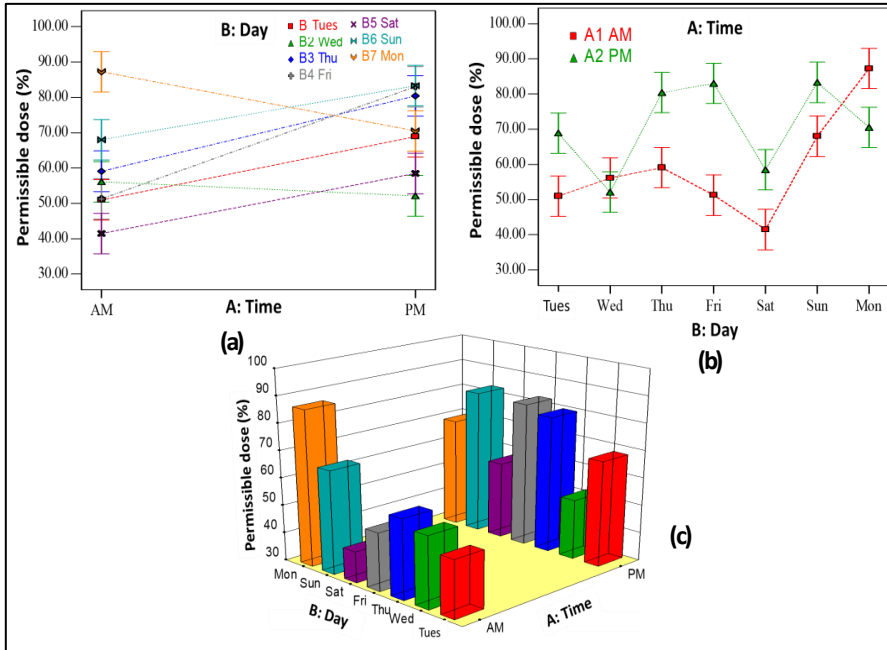 B: Day
B Tues
B2 Wed
B3 Thu
B4 Fri
B5 Sat
B6 Sun
B7 Mon
Permissible dose (%)
100.00
90.00
80.00
70.00
60.00
50.00
40.00
30.00
AM
A: Time
PM
(a)
A: Time
A1 AM
A2 PM
Permissible dose (%)
100.00
90.00
80.00
70.00
60.00
50.00
40.00
30.00
Tues Wed Thu Fri Sat Sun Mon
B: Day
(b)
Permissible dose (%)
100
90
80
70
60
50
40
30
Mon
Sun
Sat
Fri
Thu
Wed
Tues
B: Day
AM
A: Time
PM
(c)